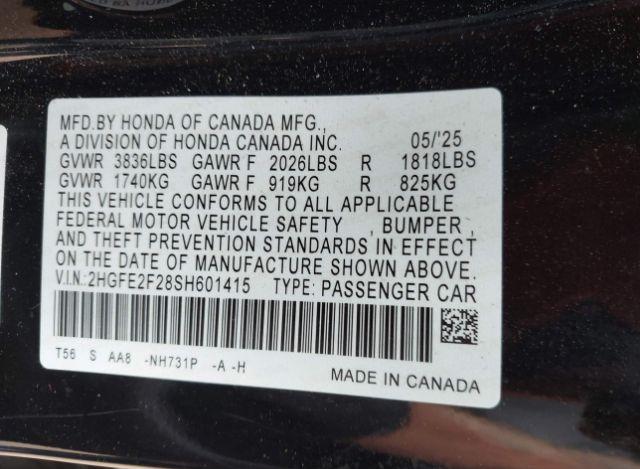 MFD.BY HONDA OF CANADA MFG.,
A DIVISION OF HONDA CANADA INC. 05/'25
GVWR 3836LBS GAWR F 2026LBS R 1818LBS
GVWR 1740KG GAWR F 919KG R 825KG
THIS VEHICLE CONFORMS TO ALL APPLICABLE
FEDERAL MOTOR VEHICLE SAFETY , BUMPER ,
AND THEFT PREVENTION STANDARDS IN EFFECT
ON THE DATE OF MANUFACTURE SHOWN ABOVE.
V.I.N.:2HGFE2F28SH601415 TYPE: PASSENGER CAR
T56 S AA8 -NH731P -A -H
MADE IN CANADA